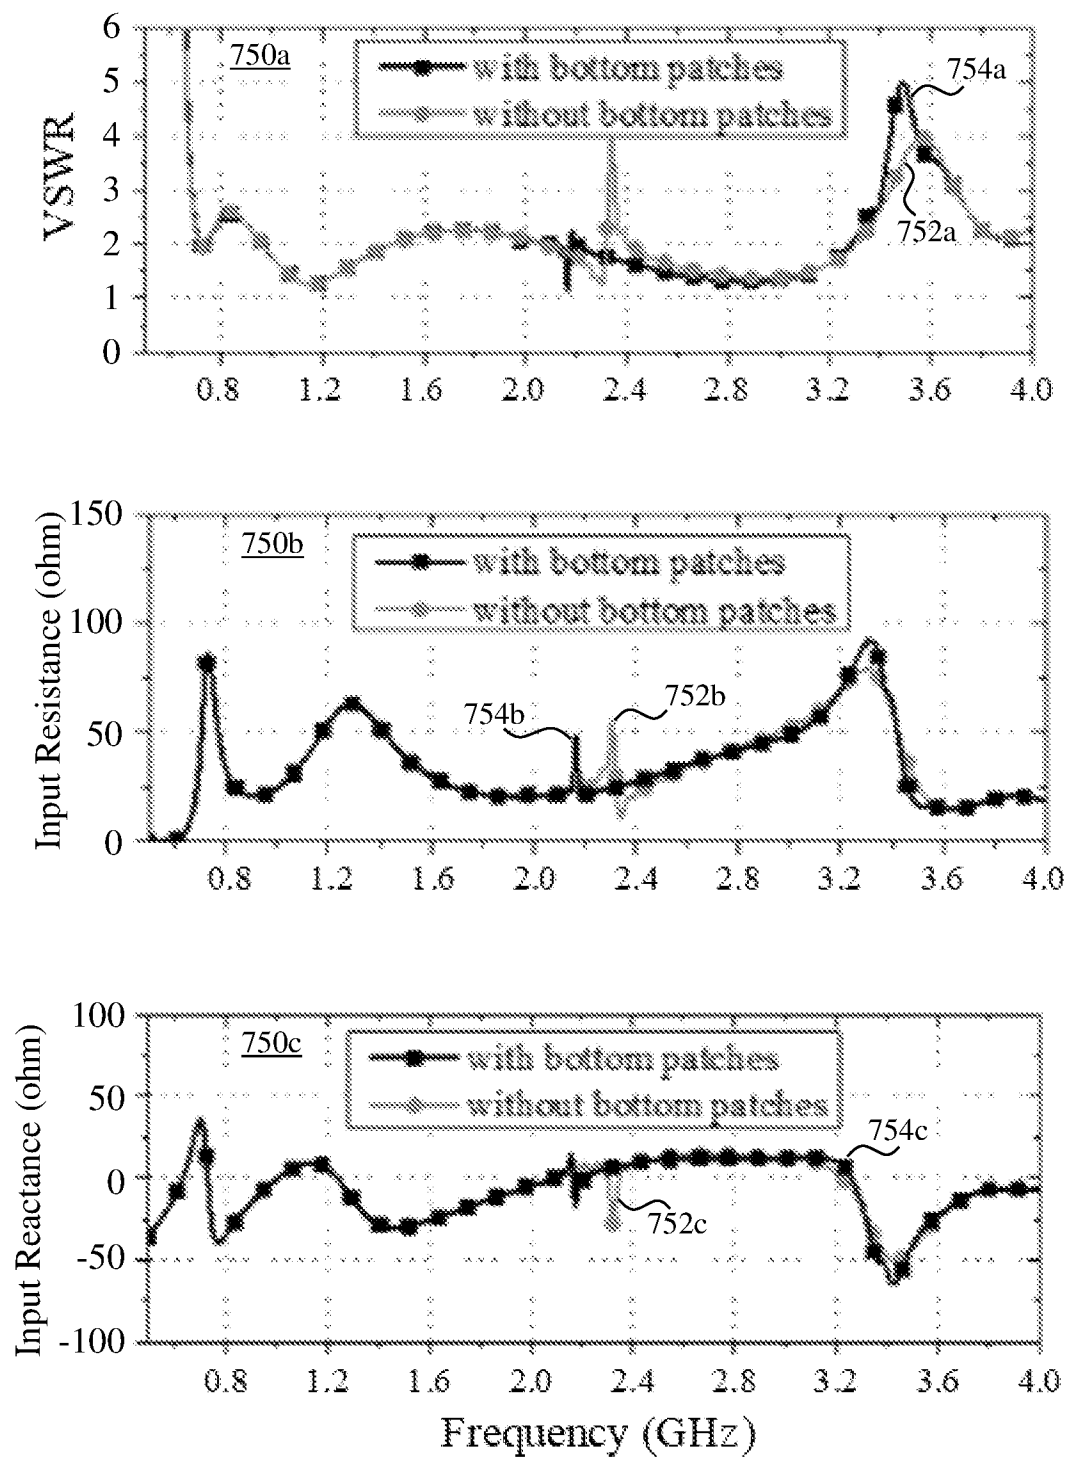 6
750a
with bottom patches
754a
5
without bottom patches
4
VSWR
3
752a
2
1
0
0.8 1.2 1.6 2.0 2.4 2.8 3.2 3.6 4.0
150
750b
with bottom patches
without bottom patches
100
Input Resistance (ohm)
754b
752b
50
0
0.8 1.2 1.6 2.0 2.4 2.8 3.2 3.6 4.0
100
750c
with bottom patches
50
without bottom patches
754c
Input Reactance (ohm)
0
752c
-50
-100
0.8 1.2 1.6 2.0 2.4 2.8 3.2 3.6 4.0
Frequency (GHz)